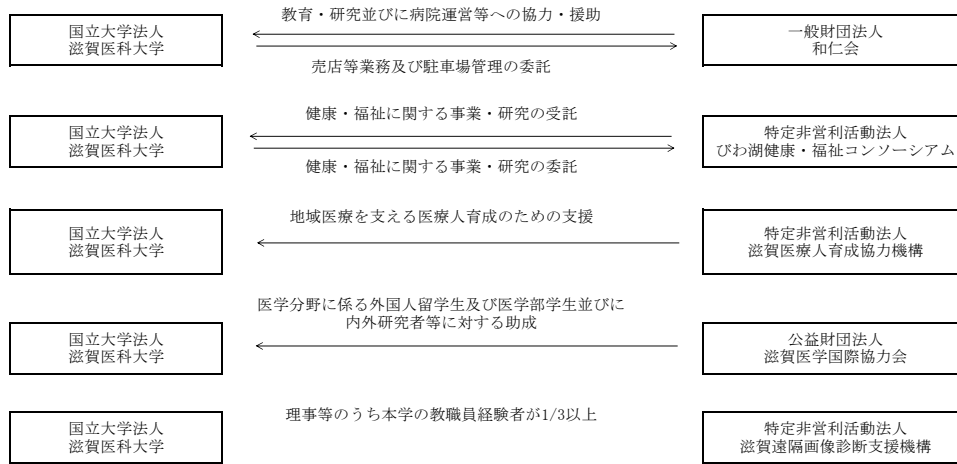 教育・研究並びに病院運営等への協力・援助
国立大学法人
滋賀医科大学
一般財団法人
和仁会
売店等業務及び駐車場管理の委託
健康・福祉に関する事業・研究の受託
国立大学法人
滋賀医科大学
特定非営利活動法人
びわ湖健康・福祉コンソーシアム
健康・福祉に関する事業・研究の委託
地域医療を支える医療人育成のための支援
国立大学法人
滋賀医科大学
特定非営利活動法人
滋賀医療人育成協力機構
医学分野に係る外国人留学生及び医学部学生並びに
内外研究者等に対する助成
国立大学法人
滋賀医科大学
公益財団法人
滋賀医学国際協力会
理事等のうち本学の教職員経験者が1/3以上
国立大学法人
滋賀医科大学
特定非営利活動法人
滋賀遠隔画像診断支援機構